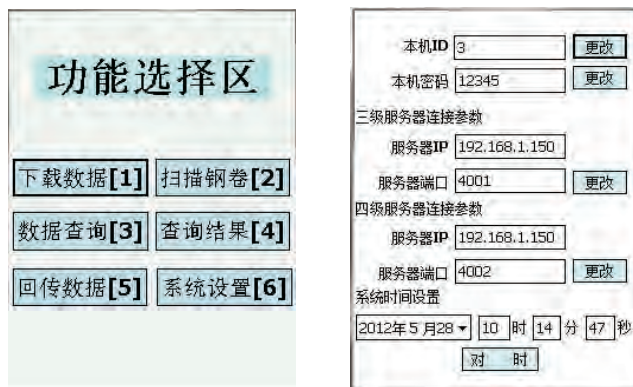 功能选择区
下载数据[1] 扫描钢卷[2]
数据查询[3] 查询结果[4]
回传数据[5] 系统设置[6]
本机ID 3 更改
本机密码 12345 更改
三级服务器连接参数
服务器IP 192.168.1.150
服务器端口 4001 更改
四级服务器连接参数
服务器IP 192.168.1.150
服务器端口 4002 更改
系统时间设置
2012年5月28 10 时 14 分 47 秒
对 时